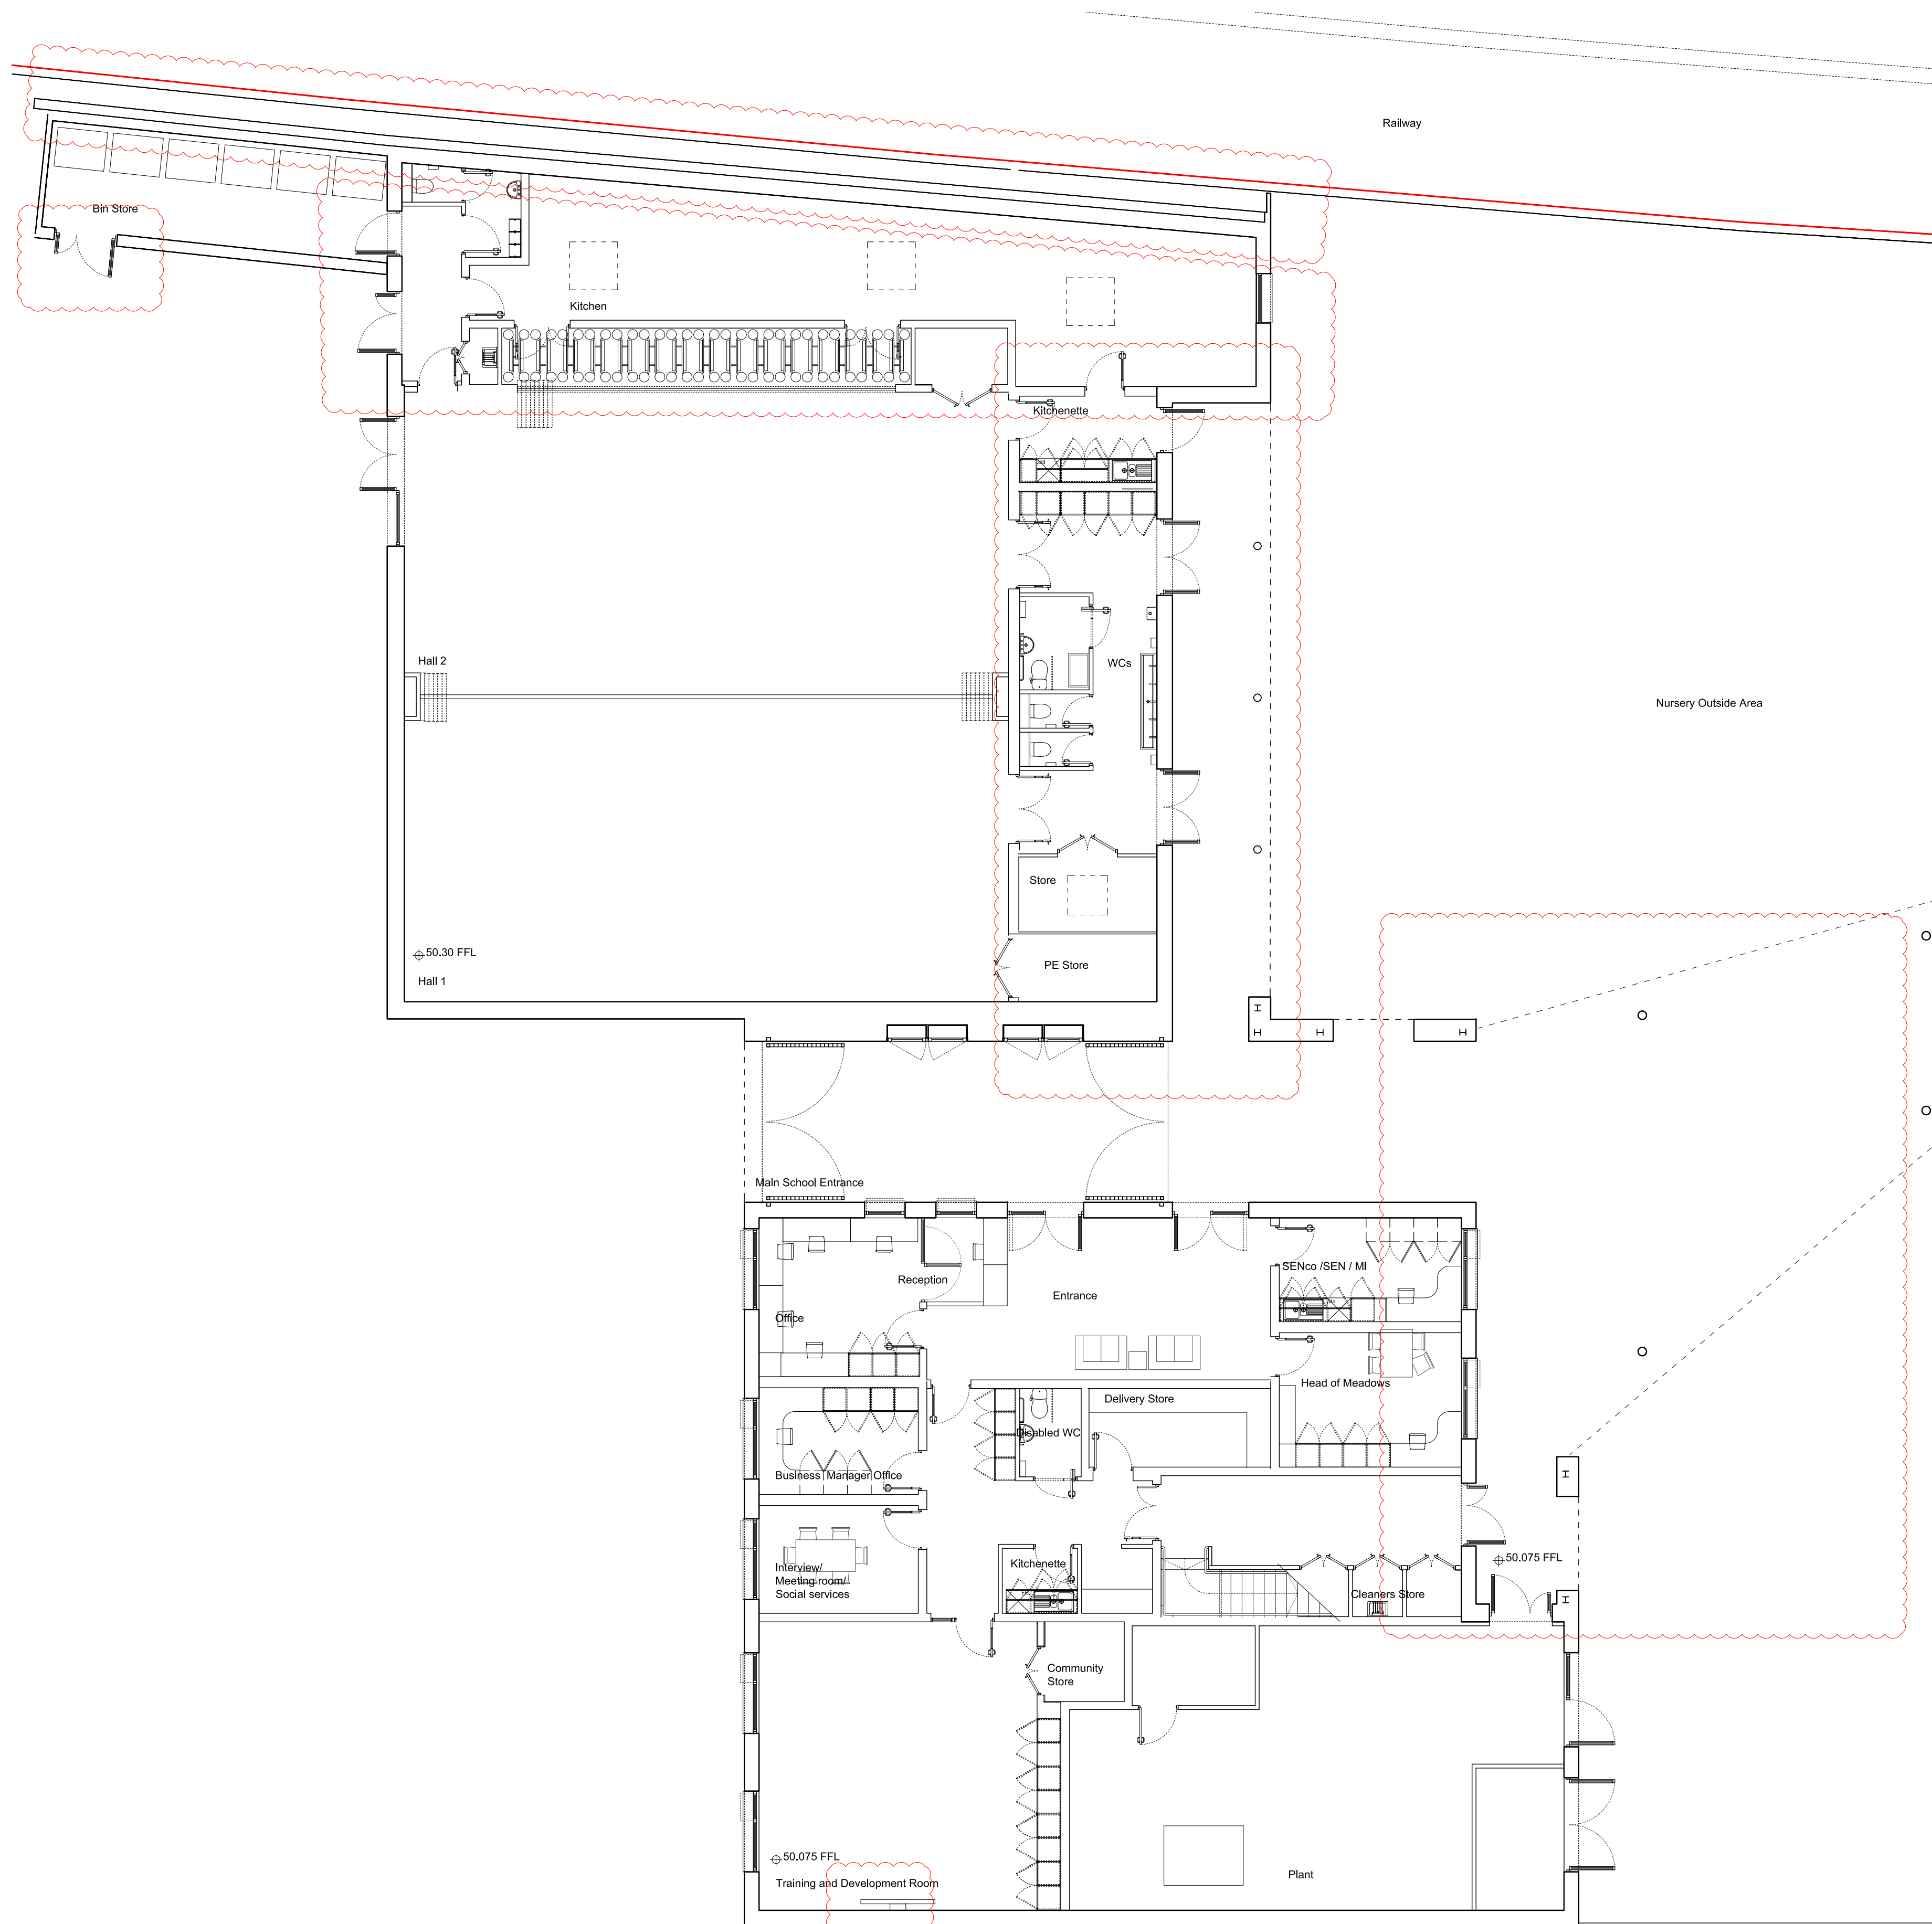 Railway
Bin Store
Kitchen
Kitchenette
Hall 2
WCs
Nursery Outside Area
Store
50.30 FFL
PE Store
Hall 1
Main School Entrance
SENco /SEN / MI
Reception
Entrance
Office
Head of Meadows
Delivery Store
Disabled WC
Business Manager Office
50.075 FFL
Kitchenette
Interview/
Meeting room/
Social services
Cleaners Store
Community
Store
50.075 FFL
Plant
Training and Development Room